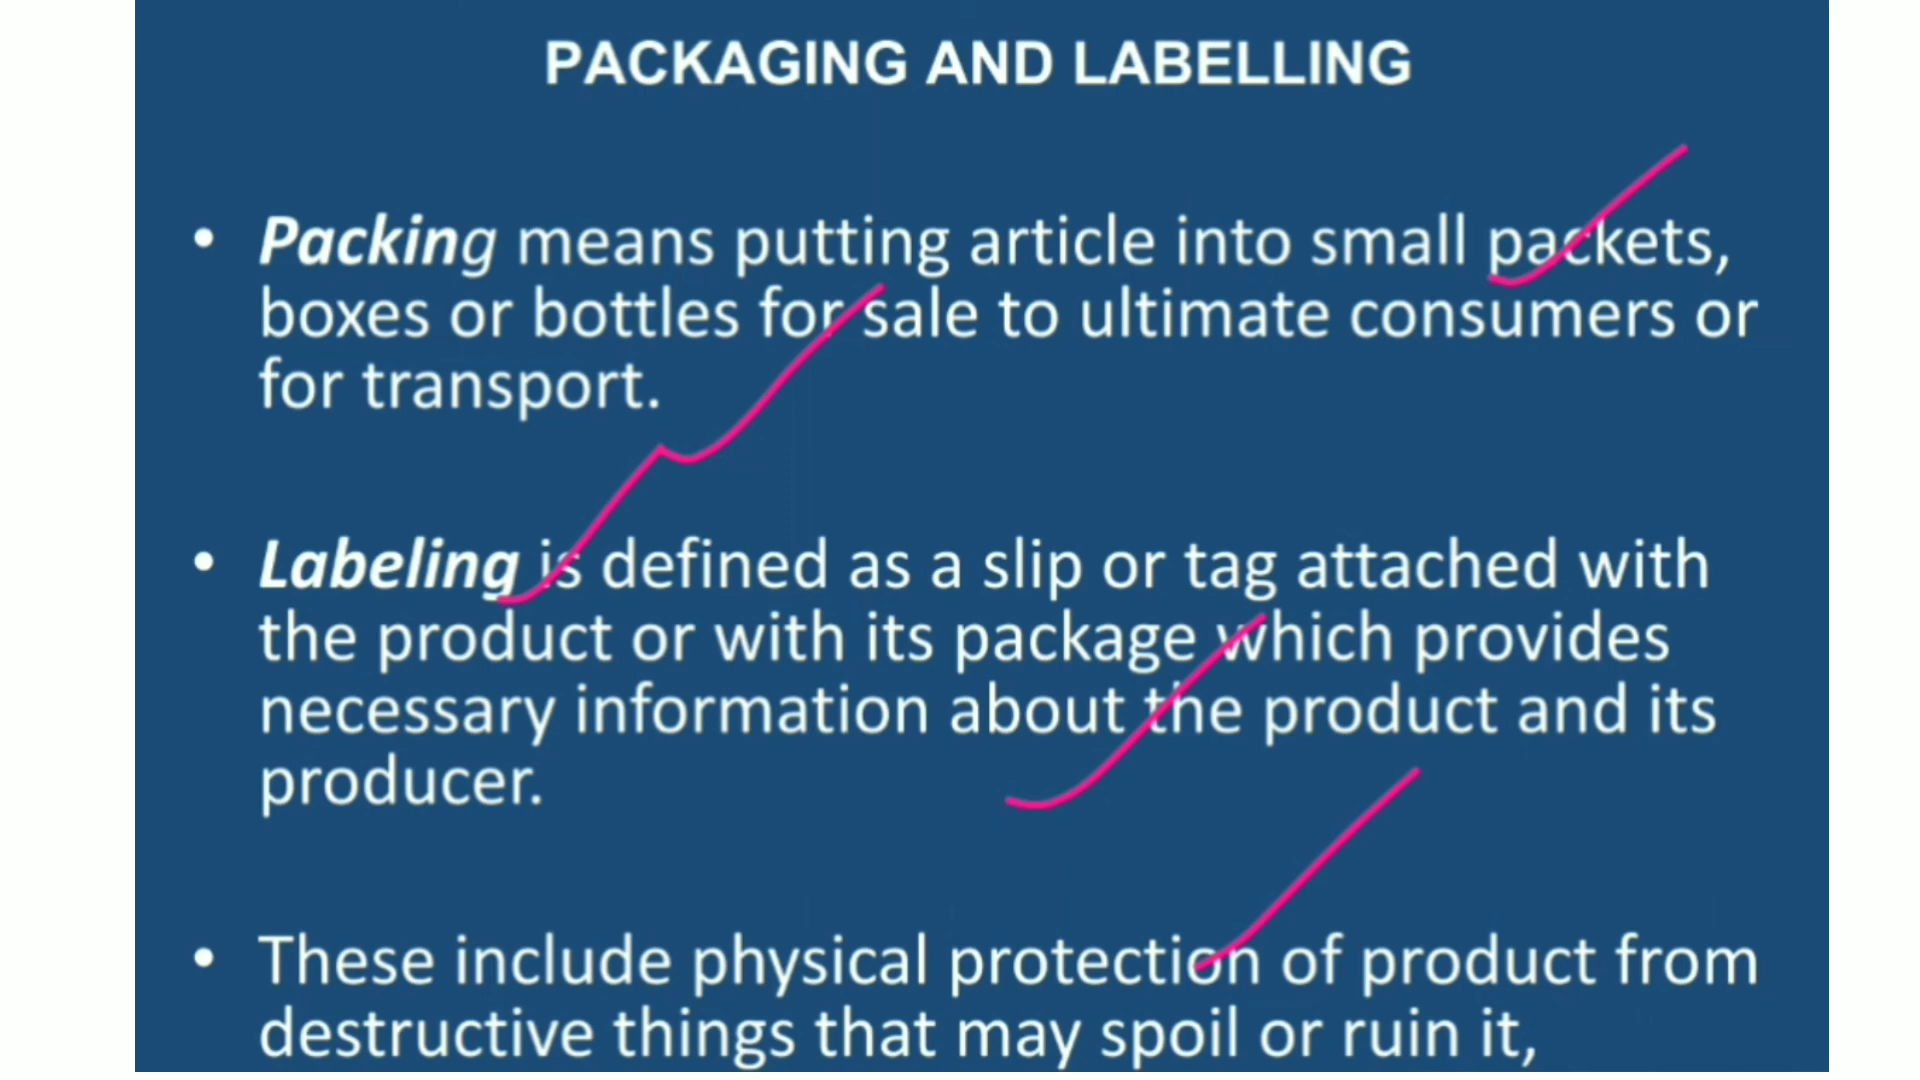 PACKAGING AND LABELLING
• Packing means putting article into small packets,
boxes or bottles for sale to ultimate consumers or
for transport.
• Labeling is defined as a slip or tag attached with
the product or with its package which provides
necessary information about the product and its
producer.
• These include physical protection of product from
destructive things that may spoil or ruin it,